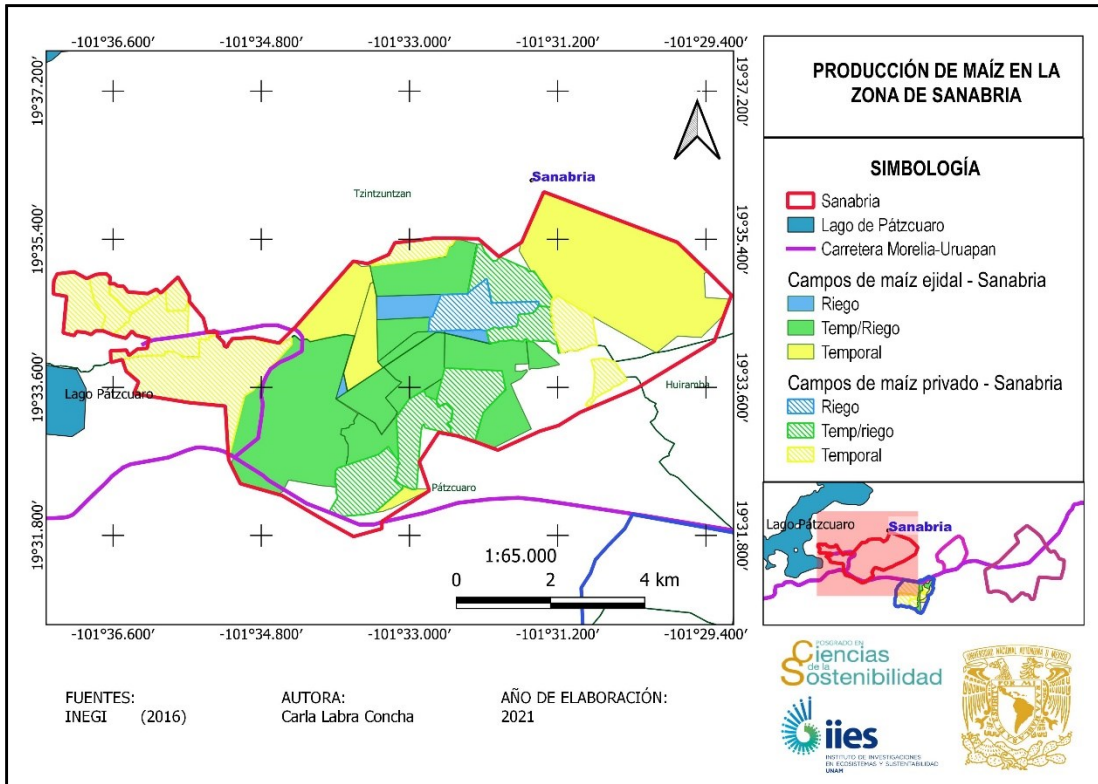 -101°36.600' -101°34.800' -101°33.000' -101°31.200' -101°29.400'
19°37.200'
19°35.400'
19°33.600'
19°31.800'
19°37.200'
19°35.400'
19°33.600'
19°31.800'
Sanabria
Tzintzuntzan
Huiramba
Lago Pátzcuaro
Pátzcuaro
1:65.000
0 2 4 km
-101°36.600' -101°34.800' -101°33.000' -101°31.200' -101°29.400'
PRODUCCIÓN DE MAÍZ EN LA
ZONA DE SANABRIA
SIMBOLOGÍA
Sanabria
Lago de Pátzcuaro
Carretera Morelia-Uruapan
Campos de maíz ejidal - Sanabria
Riego
Temp/Riego
Temporal
Campos de maíz privado - Sanabria
Riego
Temp/riego
Temporal
Lago Pátzcuaro
Sanabria
FUENTES:
INEGI (2016)
AUTORA:
Carla Labra Concha
AÑO DE ELABORACIÓN:
2021
POSGRADO EN
Ciencias
de la
Sostenibilidad
iies
INSTITUTO DE INVESTIGACIONES
EN ECOSISTEMAS Y SUSTENTABILIDAD
UNAM